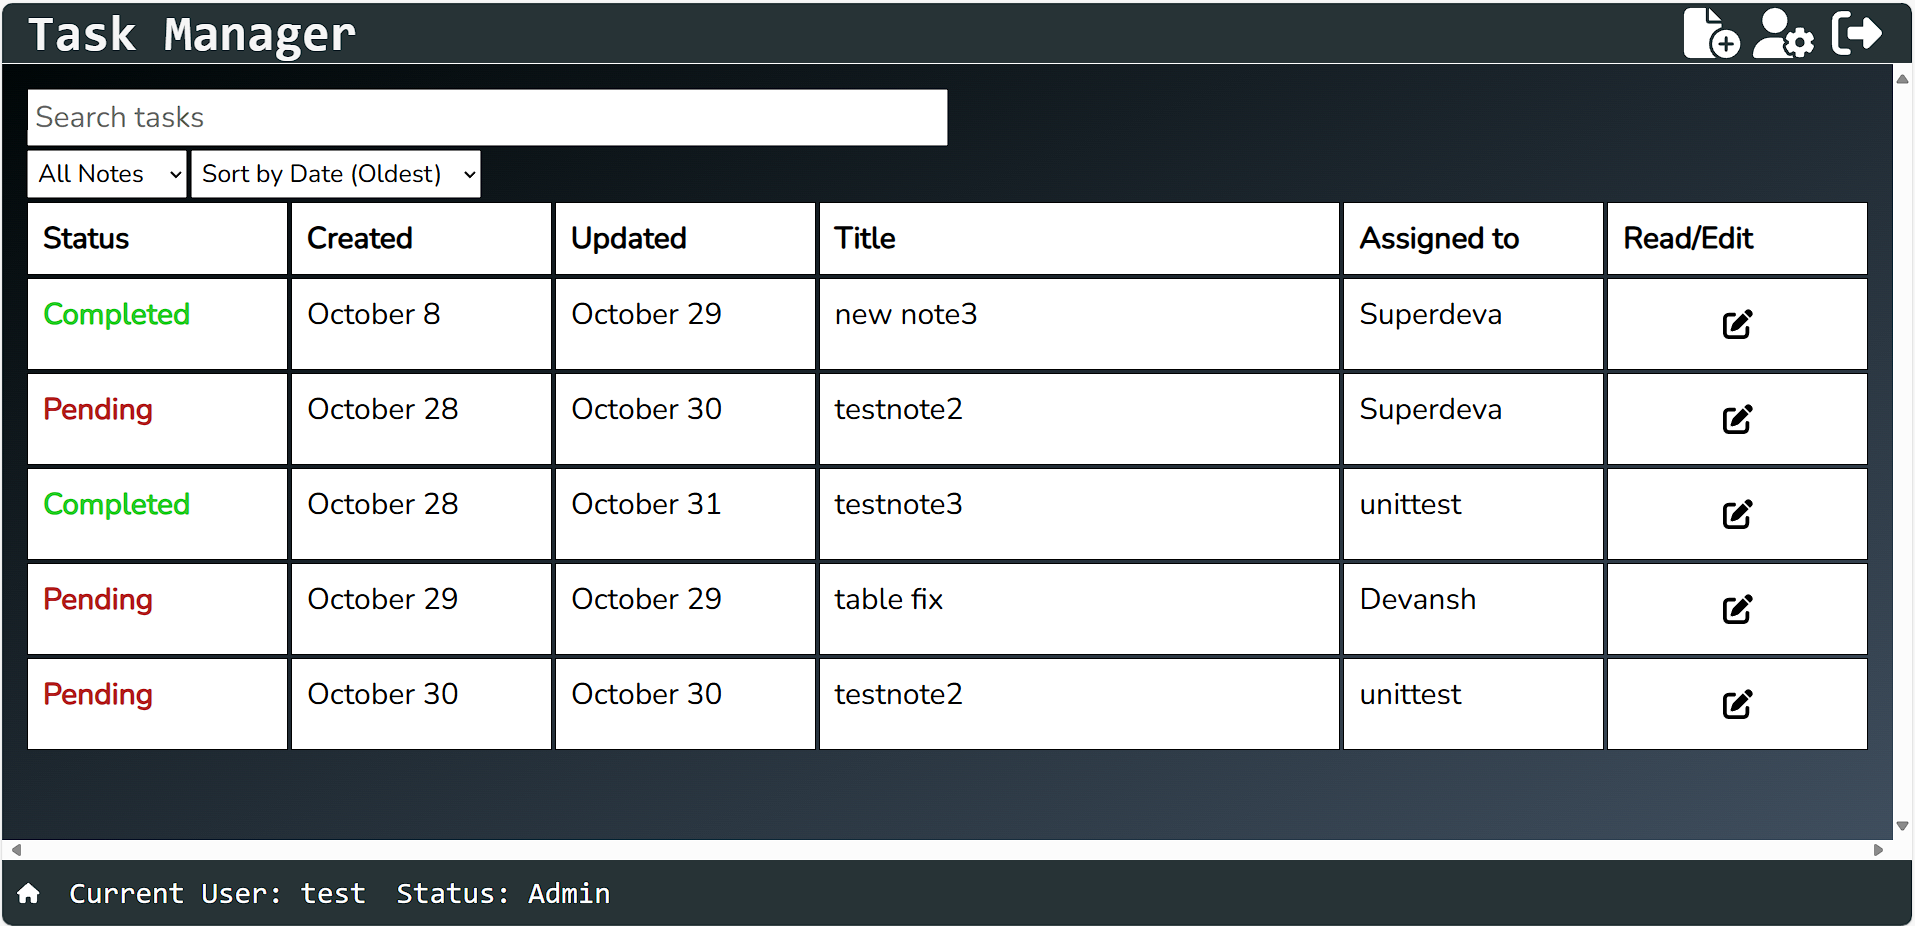 Task Manager
Search tasks
All Notes Sort by Date (Oldest)
Status Created Updated Title Assigned to Read/Edit
Completed October 8 October 29 new note3 Superdeva
Pending October 28 October 30 testnote2 Superdeva
Completed October 28 October 31 testnote3 unittest
Pending October 29 October 29 table fix Devansh
Pending October 30 October 30 testnote2 unittest
Current User: test Status: Admin